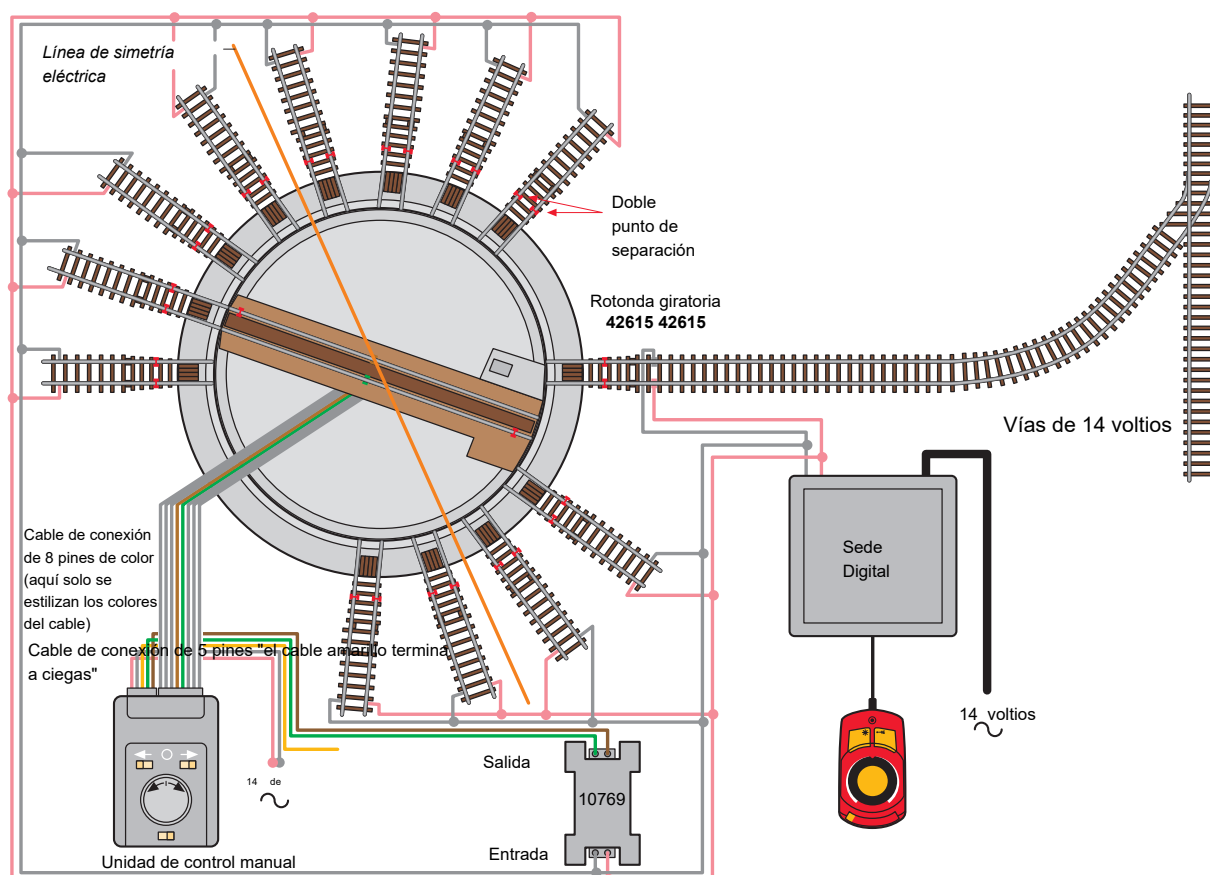 Línea de simetría
eléctrica
Doble
punto de
separación
Rotonda giratoria
42615 42615
Vías de 14 voltios
Cable de conexión
de 8 pines de color
(aquí solo se
estilizan los colores
del cable)
Cable de conexión de 5 pines "el cable amarillo termina
a ciegas"
Sede
Digital
14 voltios
14 de
Salida
10769
Entrada
Unidad de control manual